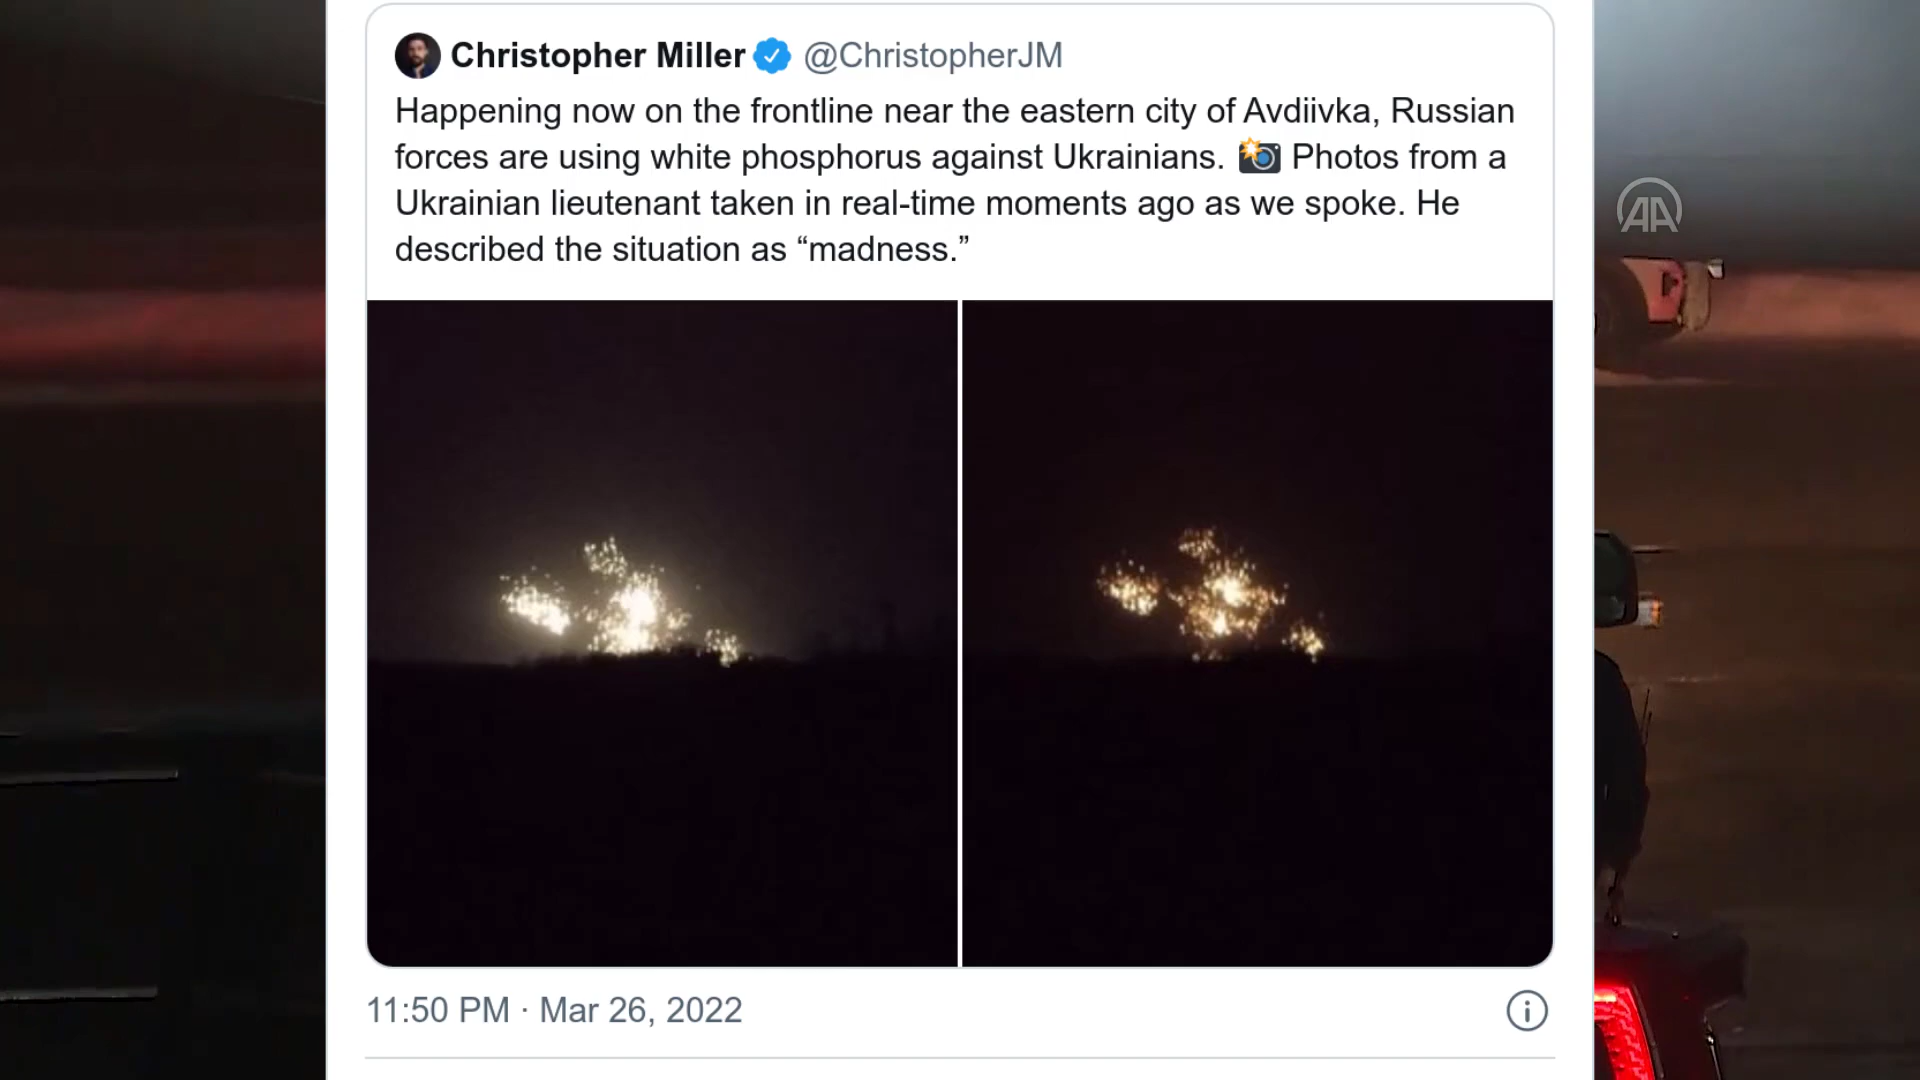 Christopher Miller @ChristopherJM
Happening now on the frontline near the eastern city of Avdiivka, Russian
forces are using white phosphorus against Ukrainians. 📸 Photos from a
Ukrainian lieutenant taken in real-time moments ago as we spoke. He
described the situation as “madness.”
AA
11:50 PM · Mar 26, 2022